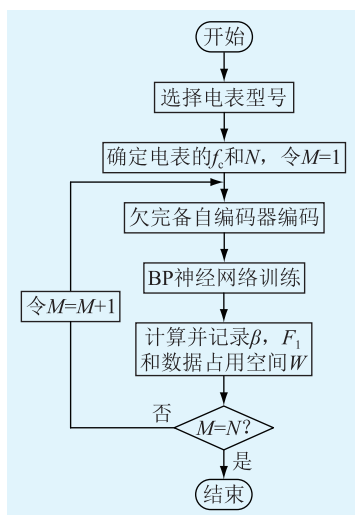 开始
选择电表型号
确定电表的fc和N，令M=1
欠完备自编码器编码
BP神经网络训练
令M=M+1
计算并记录β，F1
和数据占用空间W
否
M=N?
是
结束